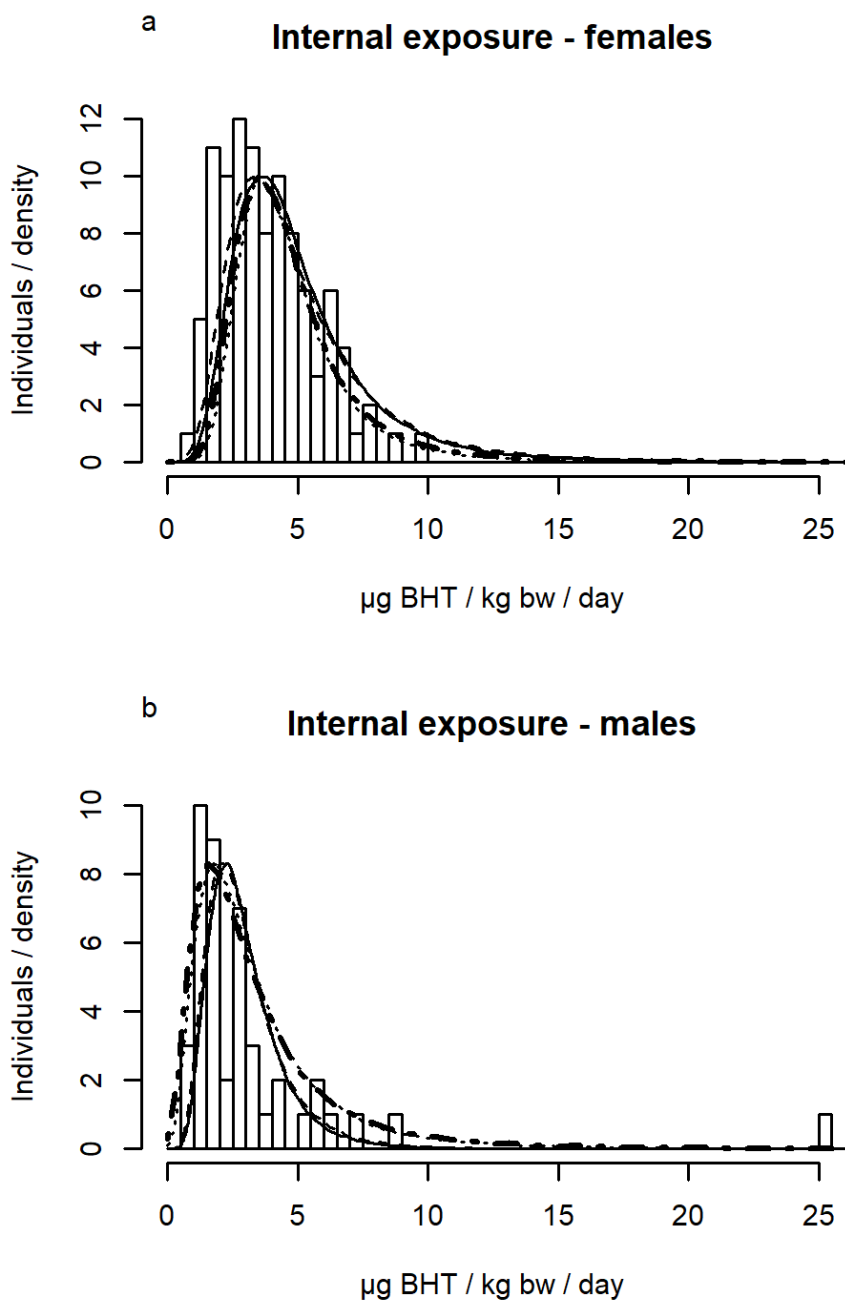 a
Internal exposure - females
12
10
8
6
4
2
0
Individuals / density
0 5 10 15 20 25
µg BHT / kg bw / day
b
Internal exposure - males
10
8
6
4
2
0
Individuals / density
0 5 10 15 20 25
µg BHT / kg bw / day